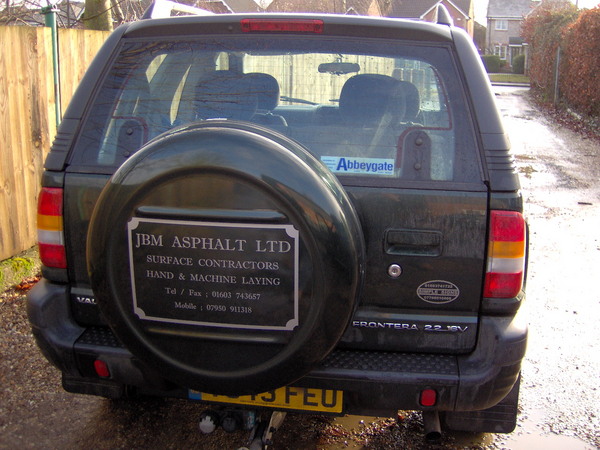 Abbeygate
JBM ASPHALT LTD
SURFACE CONTRACTORS
HAND & MACHINE LAYING
Tel / Fax : 01603 743657
Mobile : 07950 911318
FRONTERA 2.2 16V
FEU